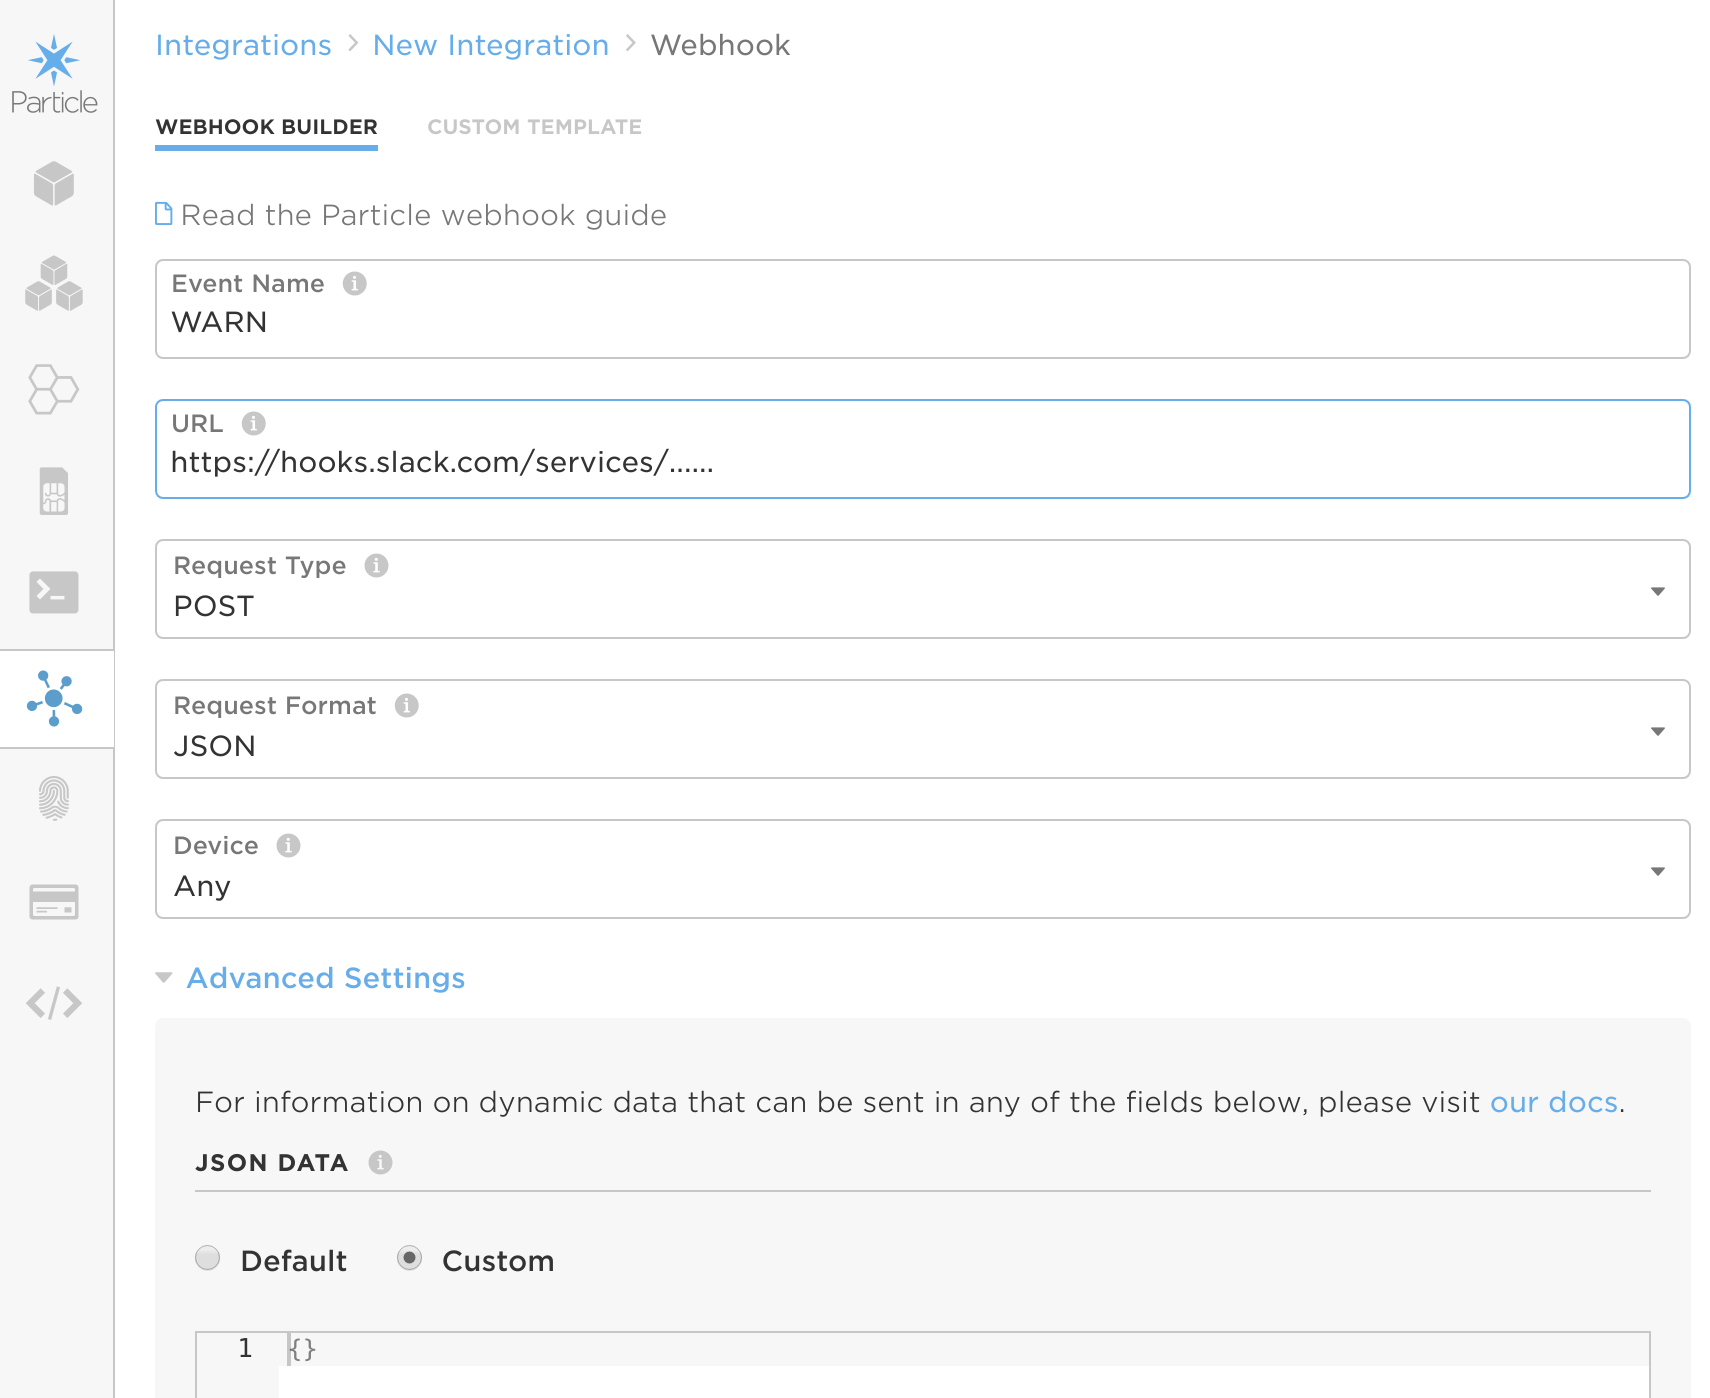 Particle
Integrations > New Integration > Webhook
WEBHOOK BUILDER CUSTOM TEMPLATE
Read the Particle webhook guide
Event Name
WARN
URL
https://hooks.slack.com/services/......
Request Type
POST
Request Format
JSON
Device
Any
Advanced Settings
For information on dynamic data that can be sent in any of the fields below, please visit our docs.
JSON DATA
Default Custom
1 {}